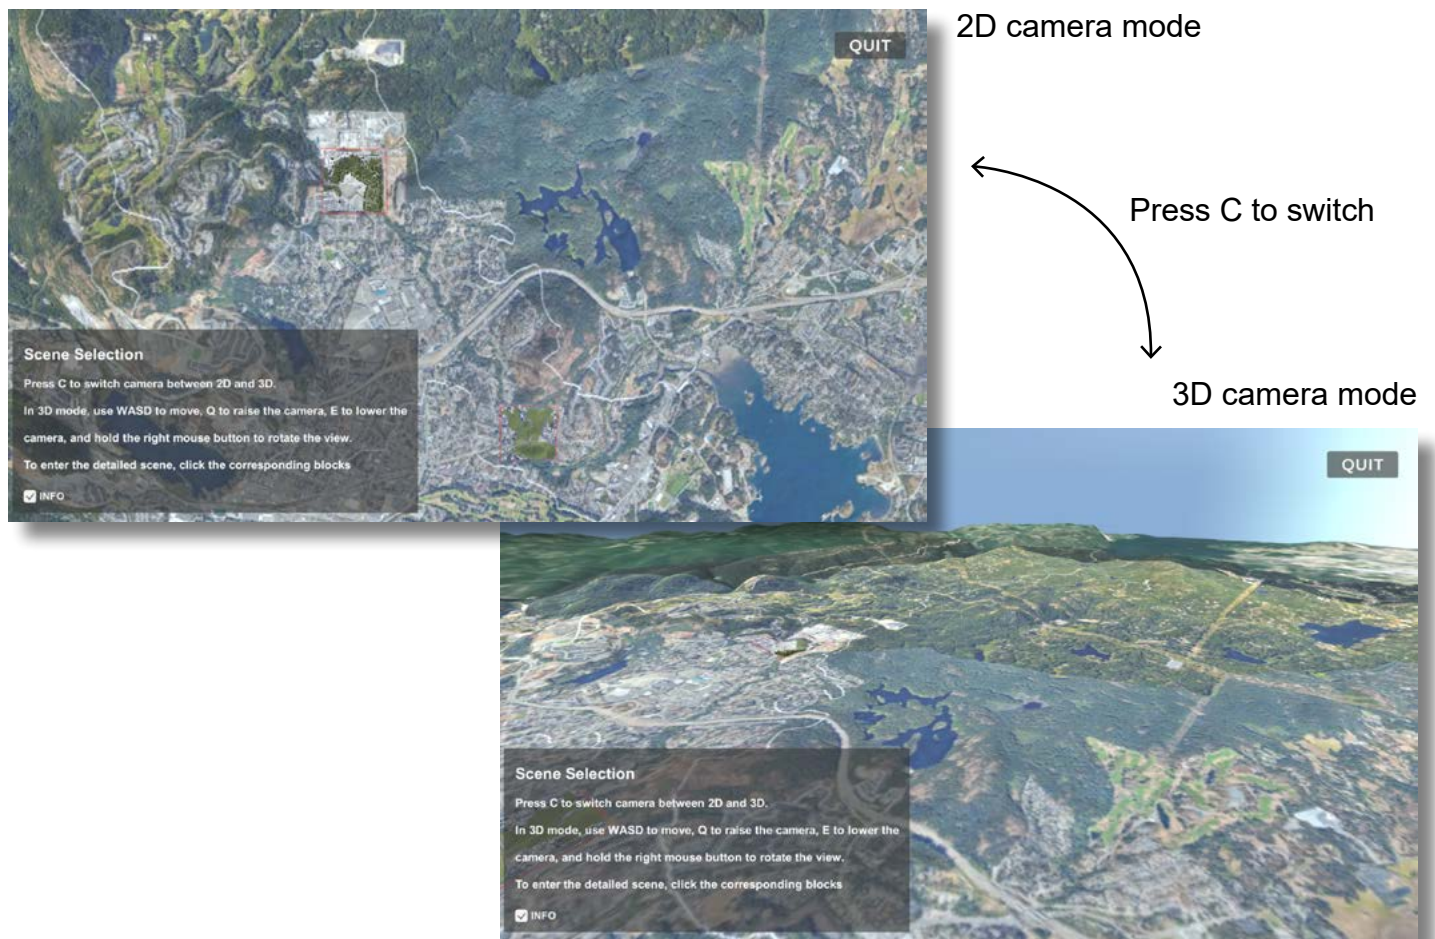 2D camera mode
QUIT
Press C to switch
Scene Selection
Press C to switch camera between 2D and 3D.
In 3D mode, use WASD to move, Q to raise the camera, E to lower the
camera, and hold the right mouse button to rotate the view.
To enter the detailed scene, click the corresponding blocks
INFO
3D camera mode
QUIT
Scene Selection
Press C to switch camera between 2D and 3D.
In 3D mode, use WASD to move, Q to raise the camera, E to lower the
camera, and hold the right mouse button to rotate the view.
To enter the detailed scene, click the corresponding blocks
INFO